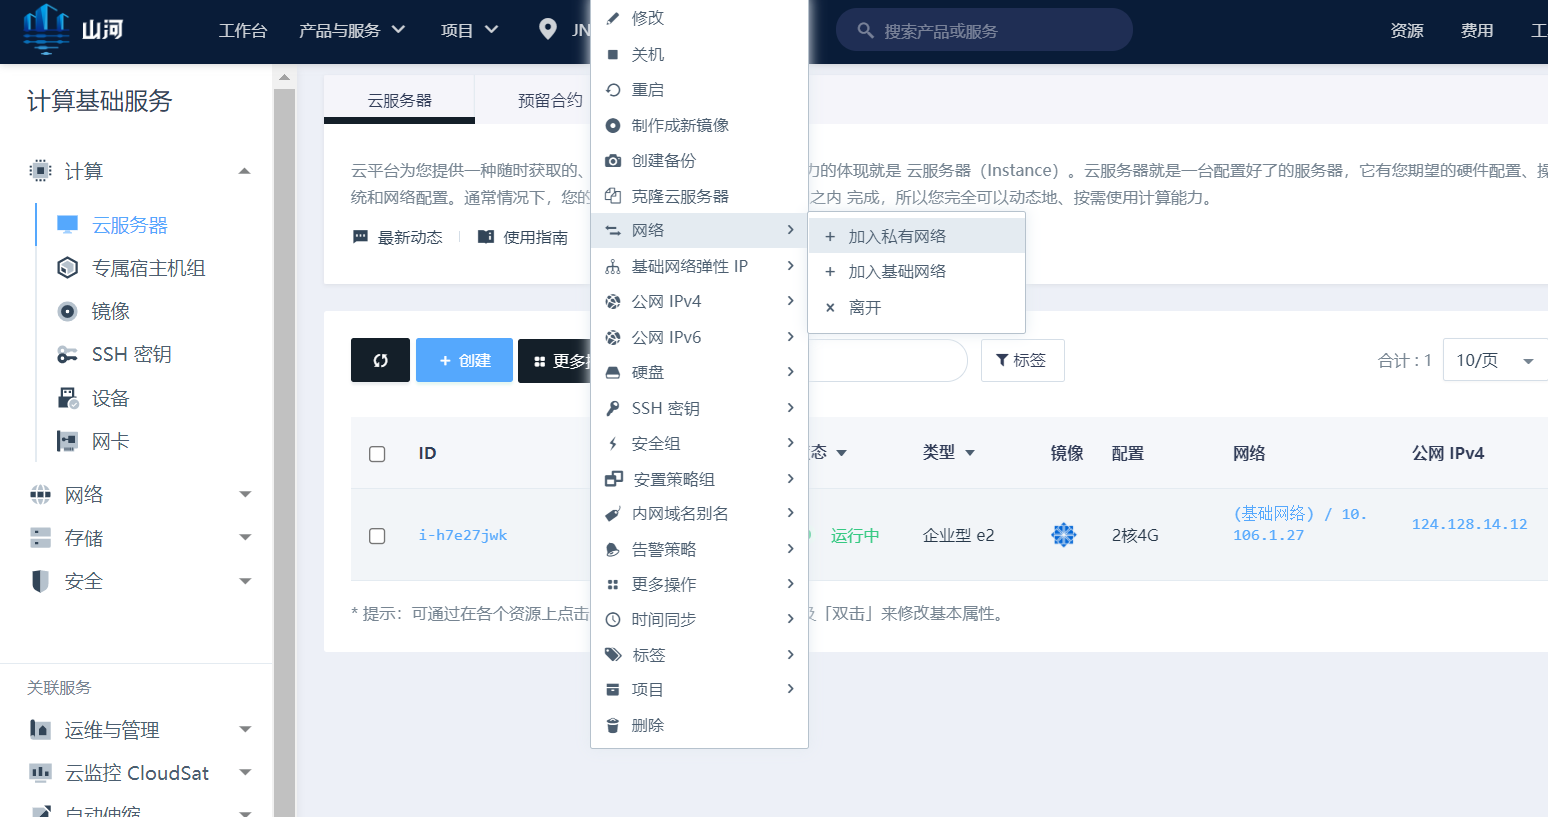 山河
工作台
产品与服务
项目
JN
搜索产品或服务
资源
费用
计算基础服务
计算
云服务器
专属宿主机组
镜像
SSH 密钥
设备
网卡
网络
存储
安全
关联服务
运维与管理
云监控 CloudSat
自动伸缩
云服务器
预留合约
云平台为您提供一种随时获取的、
力的体现就是 云服务器（Instance）。云服务器就是一台配置好了的服务器，它有您期望的硬件配置、操
统和网络配置。通常情况下，您的
之内 完成，所以您完全可以动态地、按需使用计算能力。
最新动态
使用指南
创建
更多
标签
合计 : 1
10/页
ID
态
类型
镜像
配置
网络
公网 IPv4
i-h7e27jwk
运行中
企业型 e2
2核4G
(基础网络) / 10.
106.1.27
124.128.14.12
* 提示：可通过在各个资源上点击
「双击」来修改基本属性。
修改
关机
重启
制作成新镜像
创建备份
克隆云服务器
网络
基础网络弹性 IP
公网 IPv4
公网 IPv6
硬盘
SSH 密钥
安全组
安置策略组
内网域名别名
告警策略
更多操作
时间同步
标签
项目
删除
加入私有网络
加入基础网络
离开